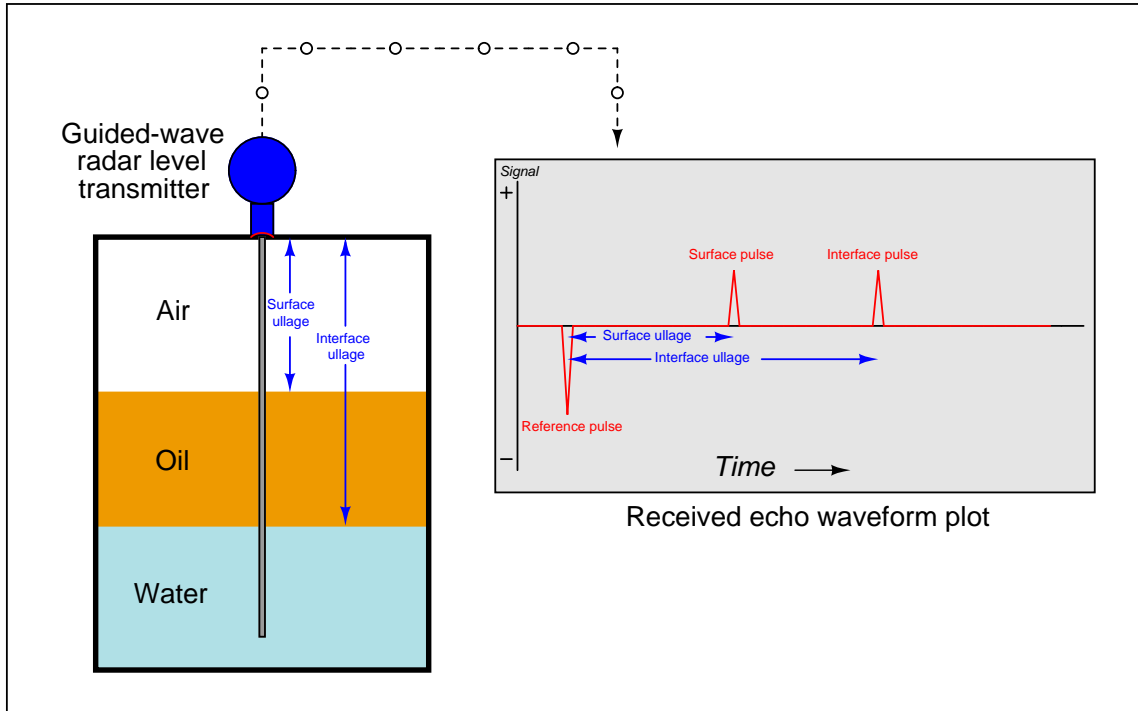 Guided-wave
radar level
transmitter
Air
Surface
ullage
Interface
ullage
Oil
Water
Signal
+
Surface pulse
Interface pulse
Surface ullage
Interface ullage
Reference pulse
−
Time
Received echo waveform plot